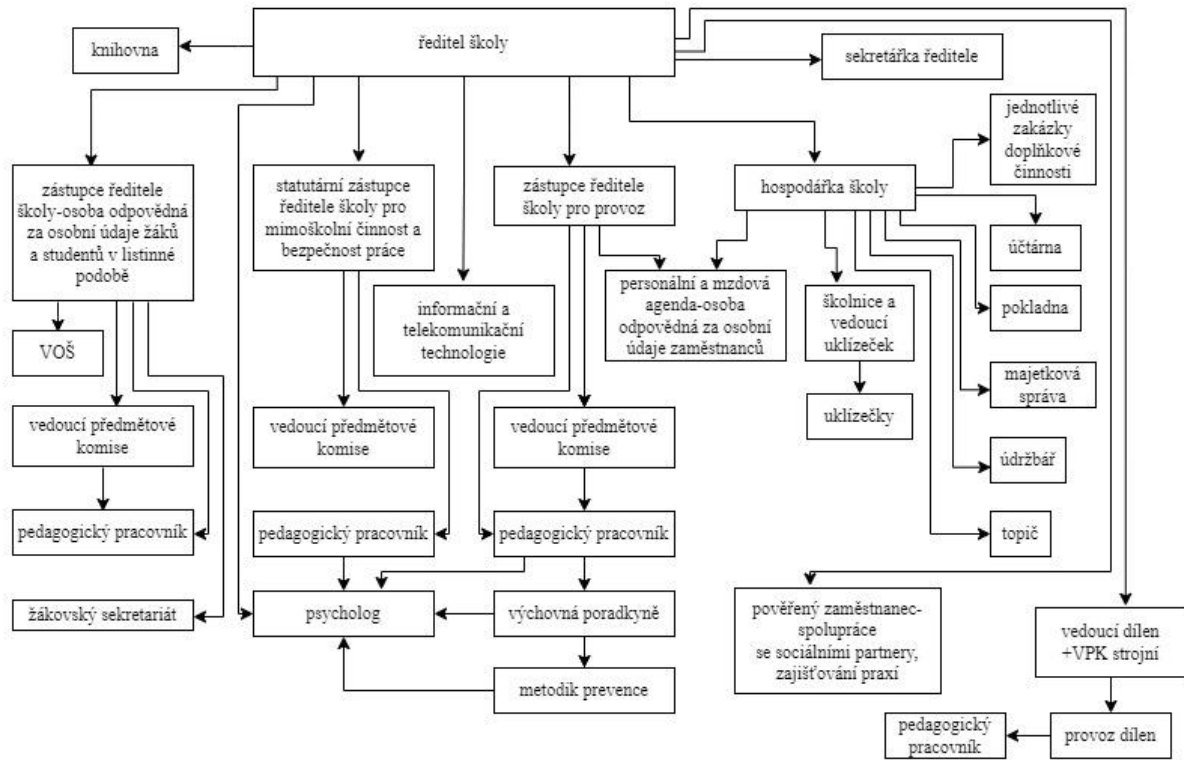 ředitel školy
knihovna
sekretářka ředitele
jednotlivé
zakázky
doplňkové
činnosti
zástupce ředitele
školy-osoba odpovědná
za osobní údaje žáků
a studentů v listinné
podobě
statutární zástupce
ředitele školy pro
mimoškolní činnost a
bezpečnost práce
zástupce ředitele
školy pro provoz
hospodářka školy
účtárna
informační a
telekomunikační
technologie
personální a mzdová
agenda-osoba
odpovědná za osobní
údaje zaměstnanců
školnice a
vedoucí
uklízeček
pokladna
VOŠ
majetková
správa
vedoucí předmětové
komise
vedoucí předmětové
komise
vedoucí předmětové
komise
uklízečky
údržbář
pedagogický pracovník
pedagogický pracovník
pedagogický pracovník
topič
žákovský sekretariát
psycholog
výchovná poradkyně
pověřený zaměstnanec-
spolupráce
se sociálními partnery,
zajišťování praxí
vedoucí dílen
+VPK strojní
metodik prevence
pedagogický
pracovník
provoz dílen